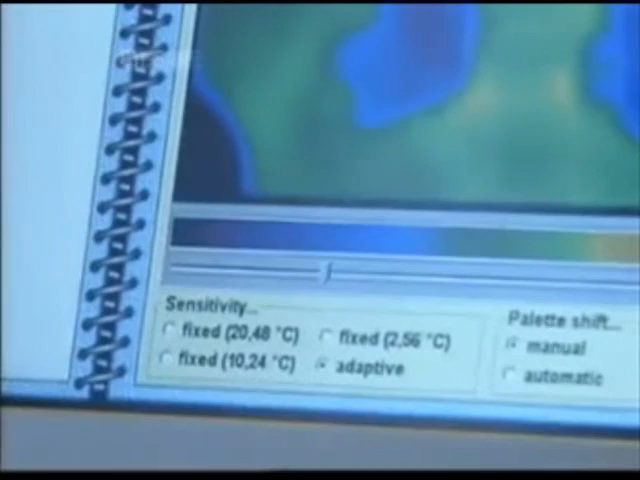 Sensitivity...
fixed (20,48 °C)
fixed (2,56 °C)
fixed (10,24 °C)
adaptive
Palette shift...
manual
automatic